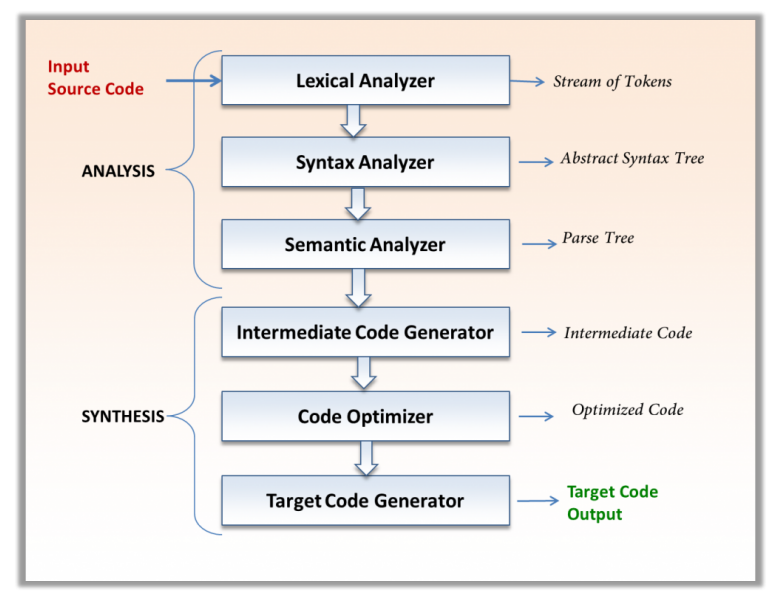 Input
Source Code
Lexical Analyzer
Stream of Tokens
Syntax Analyzer
Abstract Syntax Tree
ANALYSIS
Semantic Analyzer
Parse Tree
Intermediate Code Generator
Intermediate Code
SYNTHESIS
Code Optimizer
Optimized Code
Target Code Generator
Target Code
Output